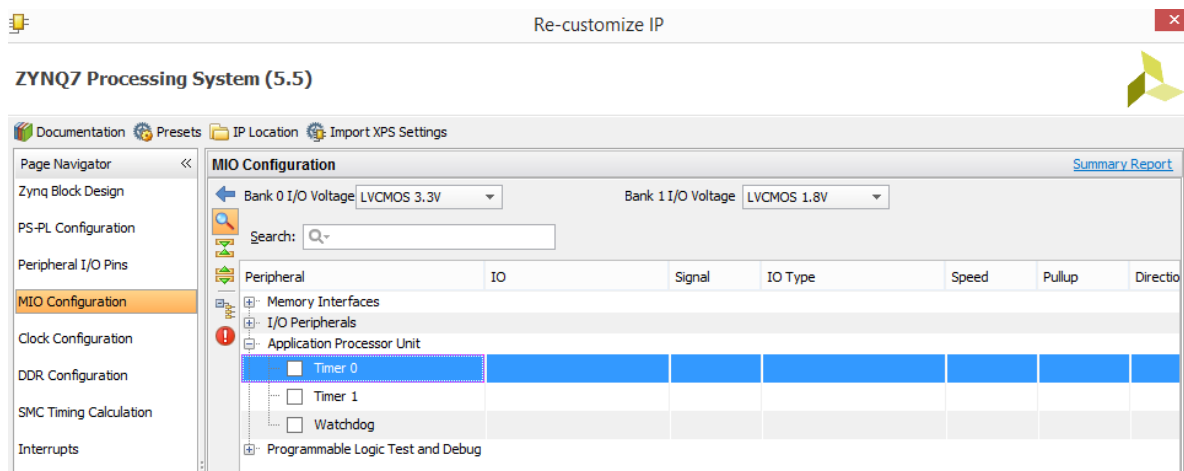 Re-customize IP
ZYNQ7 Processing System (5.5)
Documentation Presets IP Location Import XPS Settings
Page Navigator « MIO Configuration Summary Report
Zynq Block Design
PS-PL Configuration
Peripheral I/O Pins
MIO Configuration
Clock Configuration
DDR Configuration
SMC Timing Calculation
Interrupts
Bank 0 I/O Voltage LVCMOS 3.3V Bank 1 I/O Voltage LVCMOS 1.8V
Search:
Peripheral IO Signal IO Type Speed Pullup Directio
Memory Interfaces
I/O Peripherals
Application Processor Unit
Timer 0
Timer 1
Watchdog
Programmable Logic Test and Debug